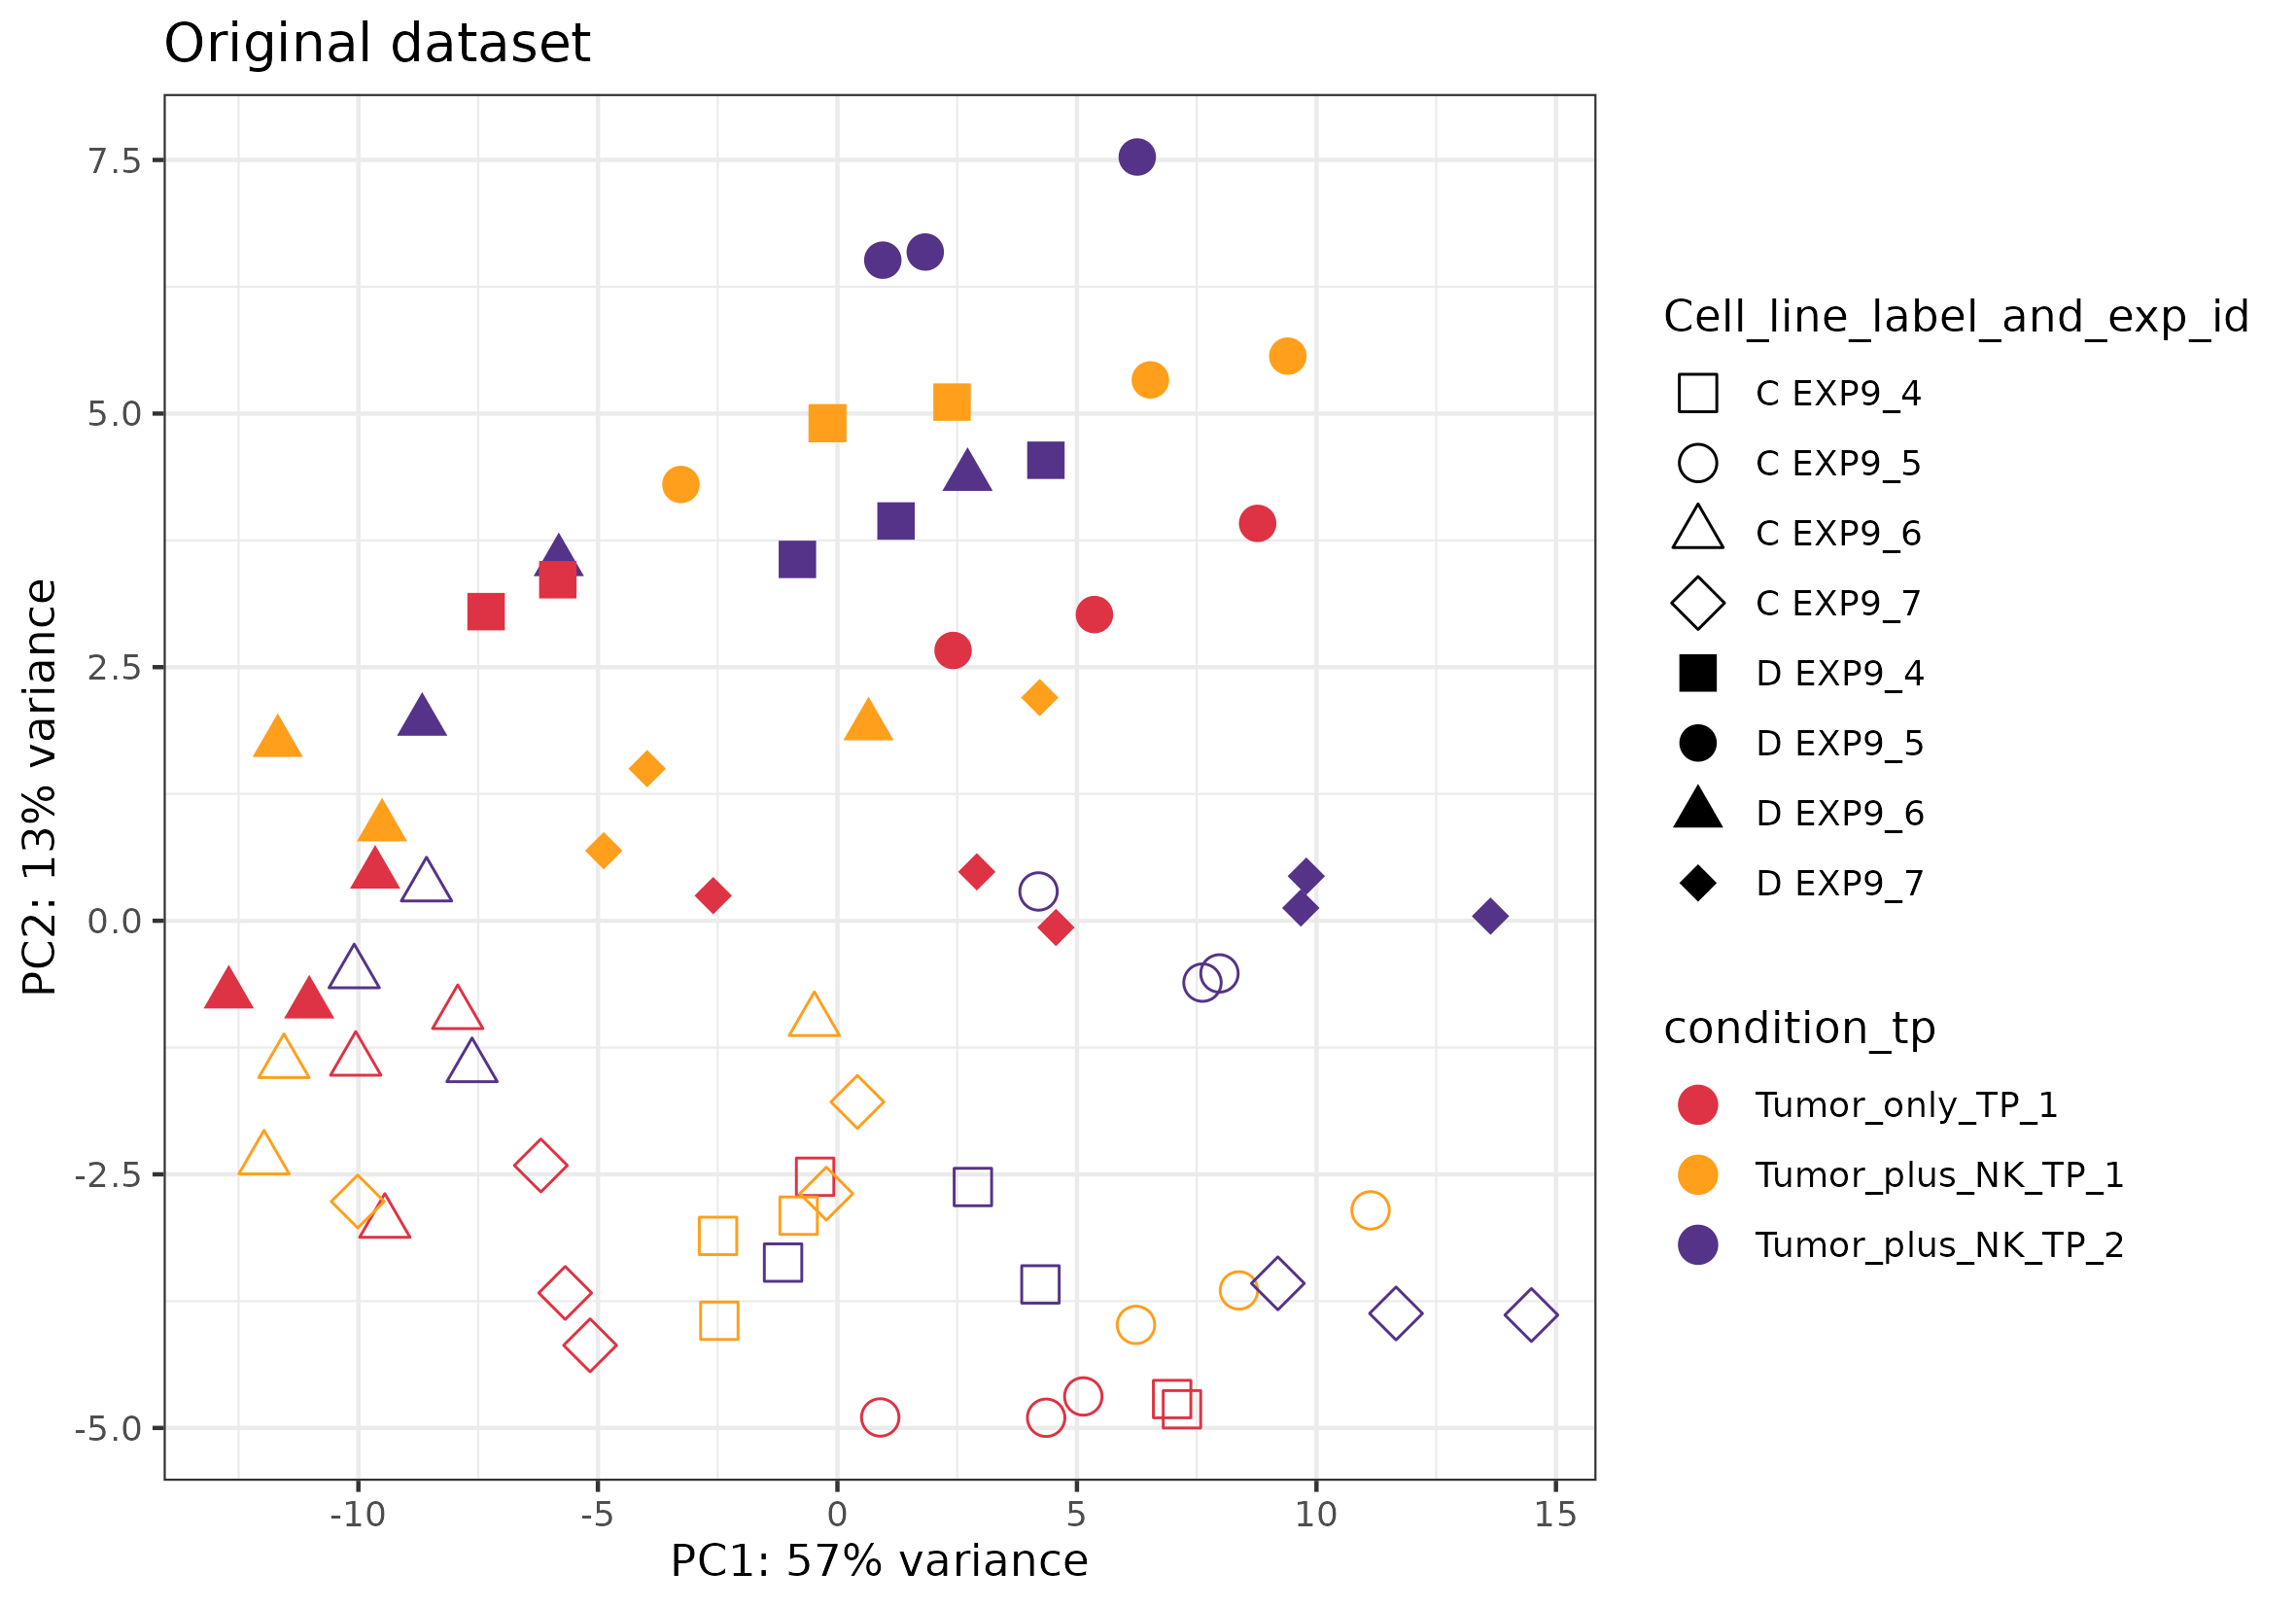 Original dataset
7.5
5.0
2.5
0.0
-2.5
-5.0
PC2: 13% variance
-10
-5
0
5
10
15
PC1: 57% variance
Cell_line_label_and_exp_id
C EXP9_4
C EXP9_5
C EXP9_6
C EXP9_7
D EXP9_4
D EXP9_5
D EXP9_6
D EXP9_7
condition_tp
Tumor_only_TP_1
Tumor_plus_NK_TP_1
Tumor_plus_NK_TP_2